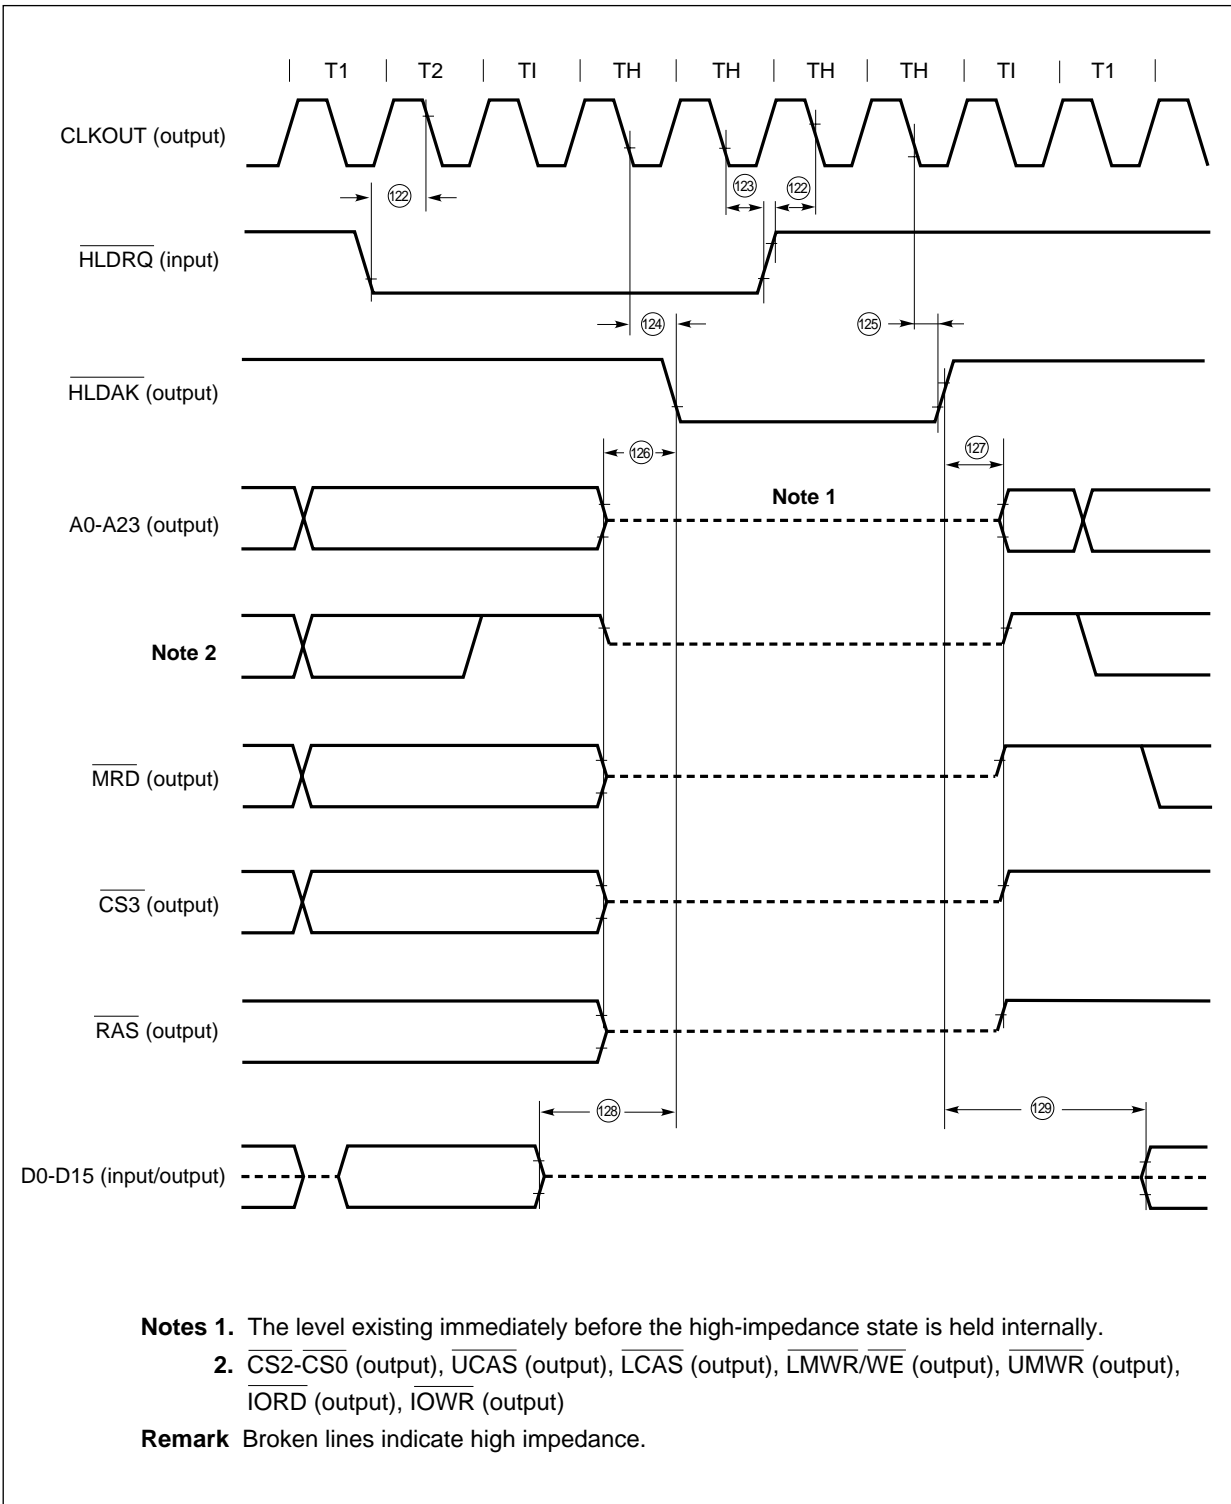 T1 T2 TI TH TH TH TH TI T1
CLKOUT (output)
122 123 122
HLDRQ (input)
124 125
HLDAK (output)
126 127
Note 1
A0-A23 (output)
Note 2
MRD (output)
CS3 (output)
RAS (output)
128 129
D0-D15 (input/output)
Notes 1. The level existing immediately before the high-impedance state is held internally.
2. CS2-CS0 (output), UCAS (output), LCAS (output), LMWR/WE (output), UMWR (output),
IORD (output), IOWR (output)
Remark Broken lines indicate high impedance.